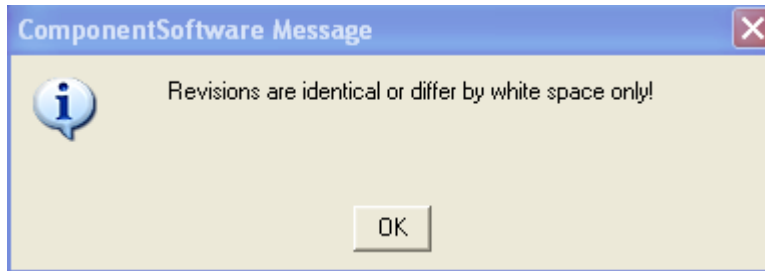 ComponentSoftware Message
Revisions are identical or differ by white space only!
OK